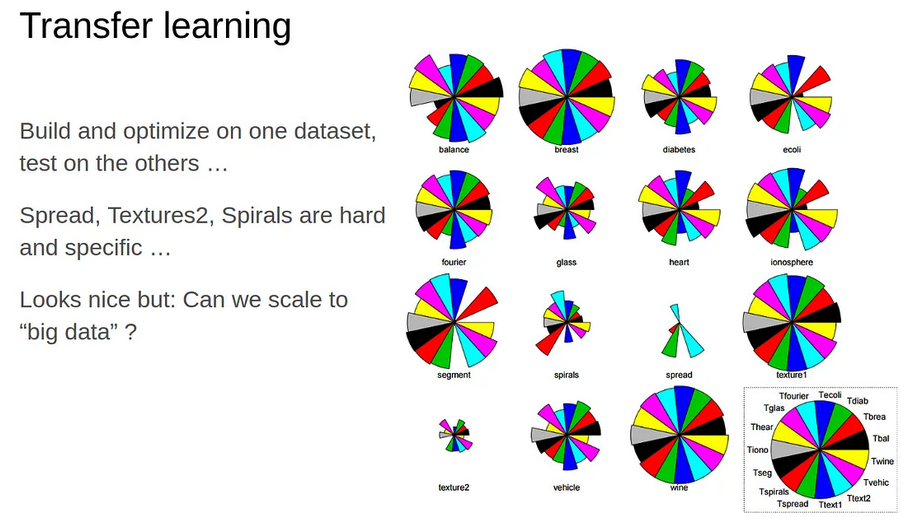 Transfer learning
Build and optimize on one dataset,
test on the others …
Spread, Textures2, Spirals are hard
and specific …
Looks nice but: Can we scale to
“big data” ?
balance
breast
diabetes
ecoli
fourier
glass
heart
ionosphere
segment
spirals
spread
texture1
texture2
vehicle
wine
Tfourier
Tecoli
Tglas
Tdiab
Thear
Tbrea
Tiono
Tbal
Tseg
Twine
Tspirals
Tvehic
Tspread
Ttext1
Ttext2